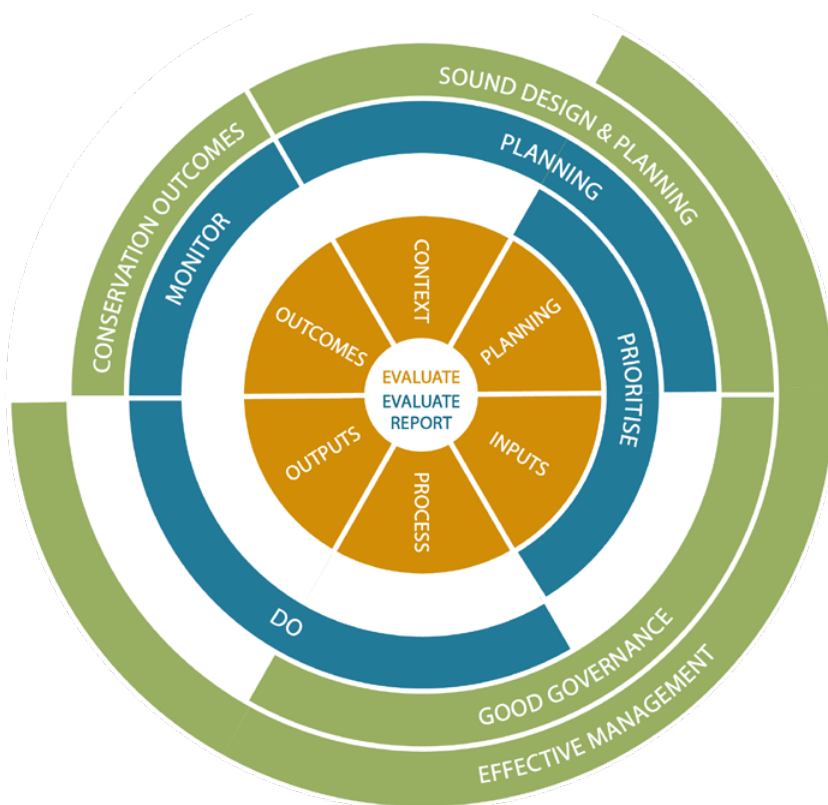 SOUND DESIGN & PLANNING
CONSERVATION OUTCOMES
PLANNING
MONITOR
PRIORITISE
DO
GOOD GOVERNANCE
EFFECTIVE MANAGEMENT
CONTEXT
PLANNING
INPUTS
PROCESS
OUTPUTS
OUTCOMES
EVALUATE
EVALUATE
REPORT